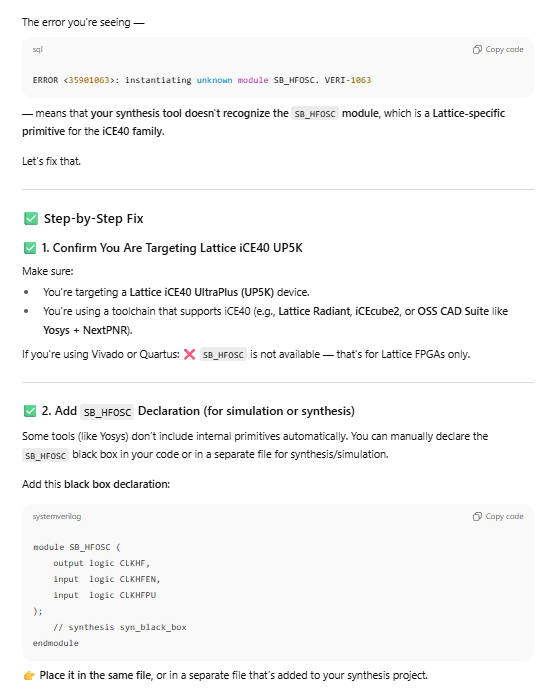 The error you're seeing —
sql
Copy code
ERROR <35901063>: instantiating unknown module SB_HFOSC. VERI-1063
— means that your synthesis tool doesn't recognize the SB_HFOSC module, which is a Lattice-specific
primitive for the iCE40 family.
Let's fix that.
✅ Step-by-Step Fix
✅ 1. Confirm You Are Targeting Lattice iCE40 UP5K
Make sure:
• You're targeting a Lattice iCE40 UltraPlus (UP5K) device.
• You're using a toolchain that supports iCE40 (e.g., Lattice Radiant, iCEcube2, or OSS CAD Suite like
Yosys + NextPNR).
If you're using Vivado or Quartus: ❌ SB_HFOSC is not available — that's for Lattice FPGAs only.
✅ 2. Add SB_HFOSC Declaration (for simulation or synthesis)
Some tools (like Yosys) don't include internal primitives automatically. You can manually declare the
SB_HFOSC black box in your code or in a separate file for synthesis/simulation.
Add this black box declaration:
systemverilog
Copy code
module SB_HFOSC (
output logic CLKHF,
input logic CLKHFEN,
input logic CLKHFPU
);
// synthesis syn_black_box
endmodule
👉 Place it in the same file, or in a separate file that's added to your synthesis project.